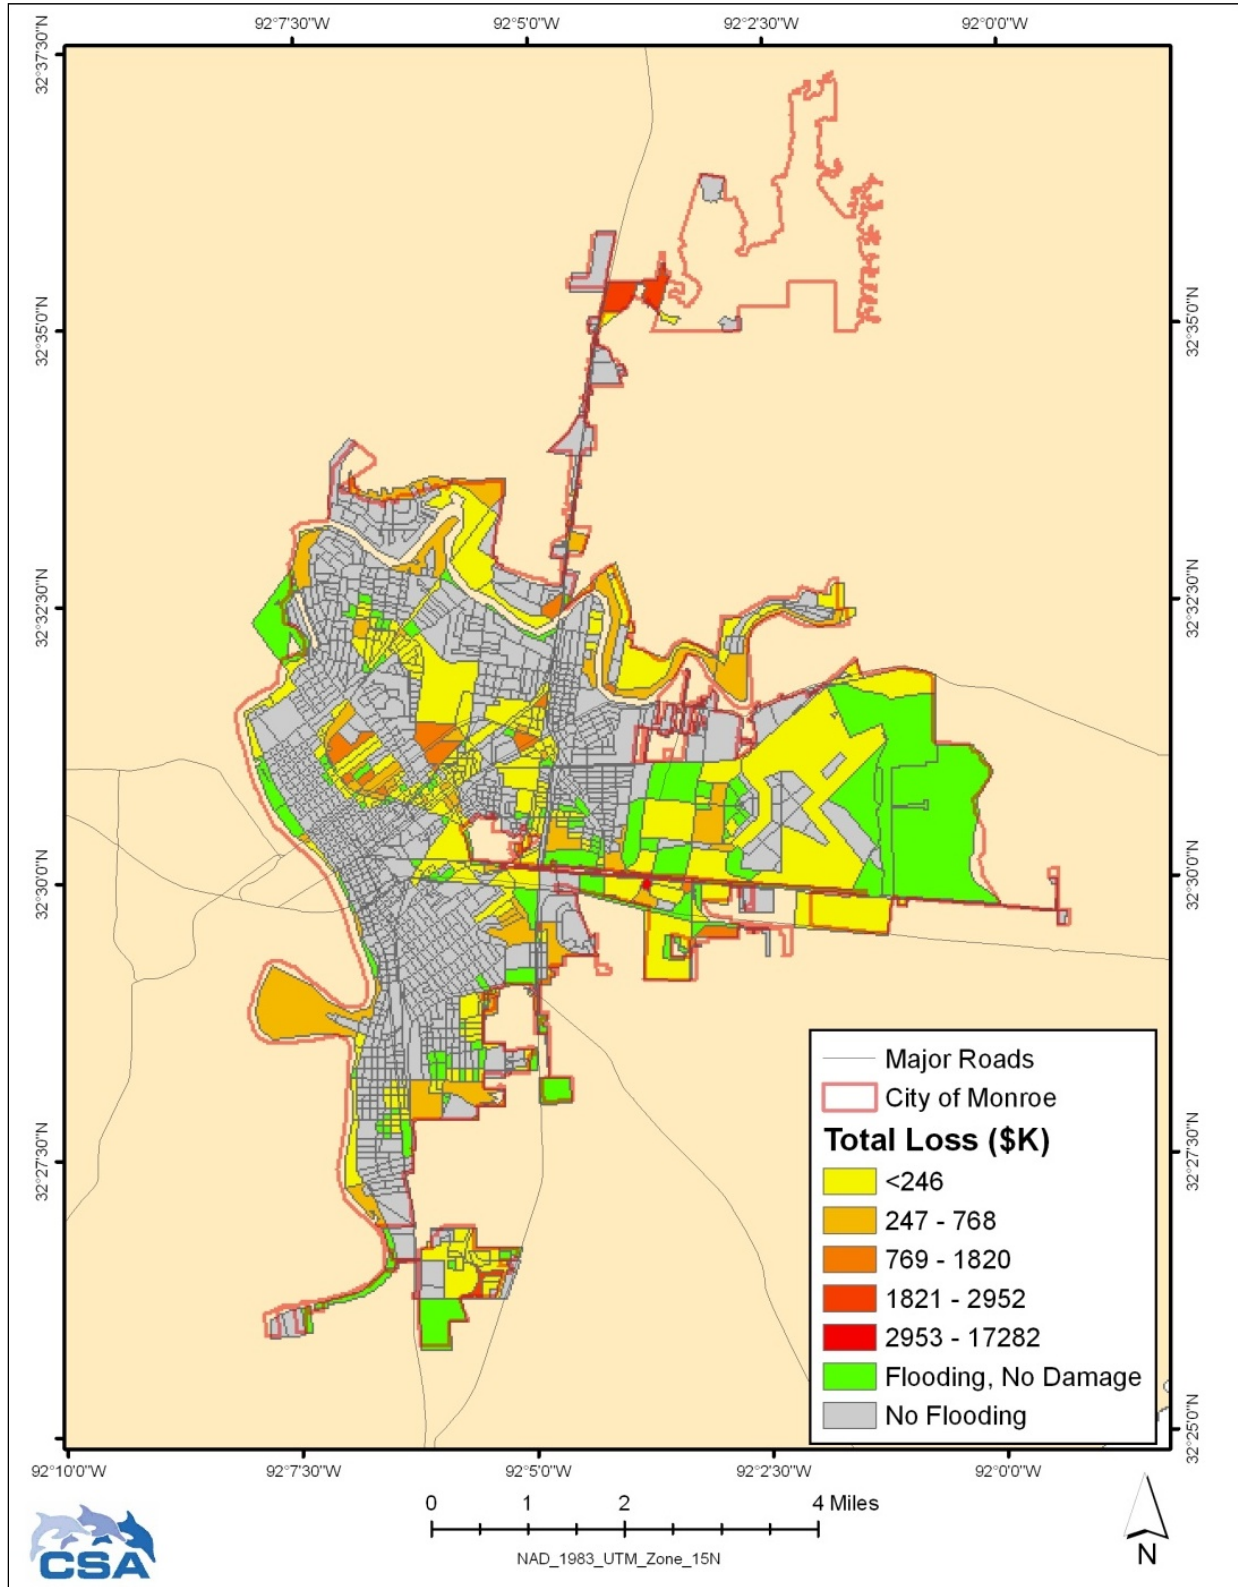 92°7'30"W 92°5'0"W 92°2'30"W 92°0'0"W
32°37'30"N
32°35'0"N 32°35'0"N
32°32'30"N 32°32'30"N
32°30'0"N 32°30'0"N
32°27'30"N 32°27'30"N
32°25'0"N
Major Roads
City of Monroe
Total Loss ($K)
<246
247 - 768
769 - 1820
1821 - 2952
2953 - 17282
Flooding, No Damage
No Flooding
92°10'0"W 92°7'30"W 92°5'0"W 92°2'30"W 92°0'0"W
0 1 2 4 Miles
NAD_1983_UTM_Zone_15N
CSA
N